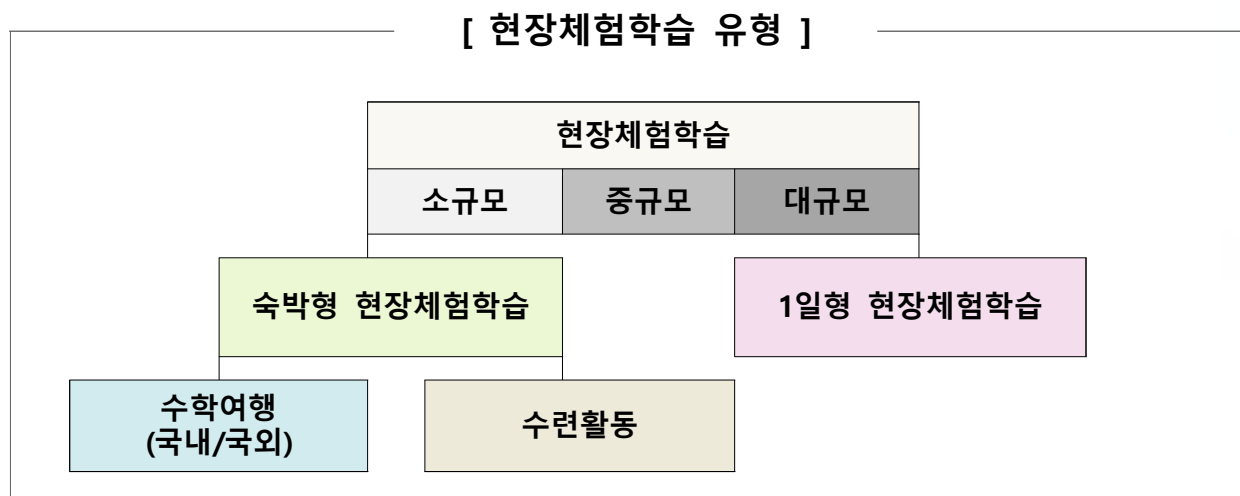 [ 현장체험학습 유형 ]
현장체험학습
소규모 중규모 대규모
숙박형 현장체험학습 1일형 현장체험학습
수학여행
(국내/국외)
수련활동